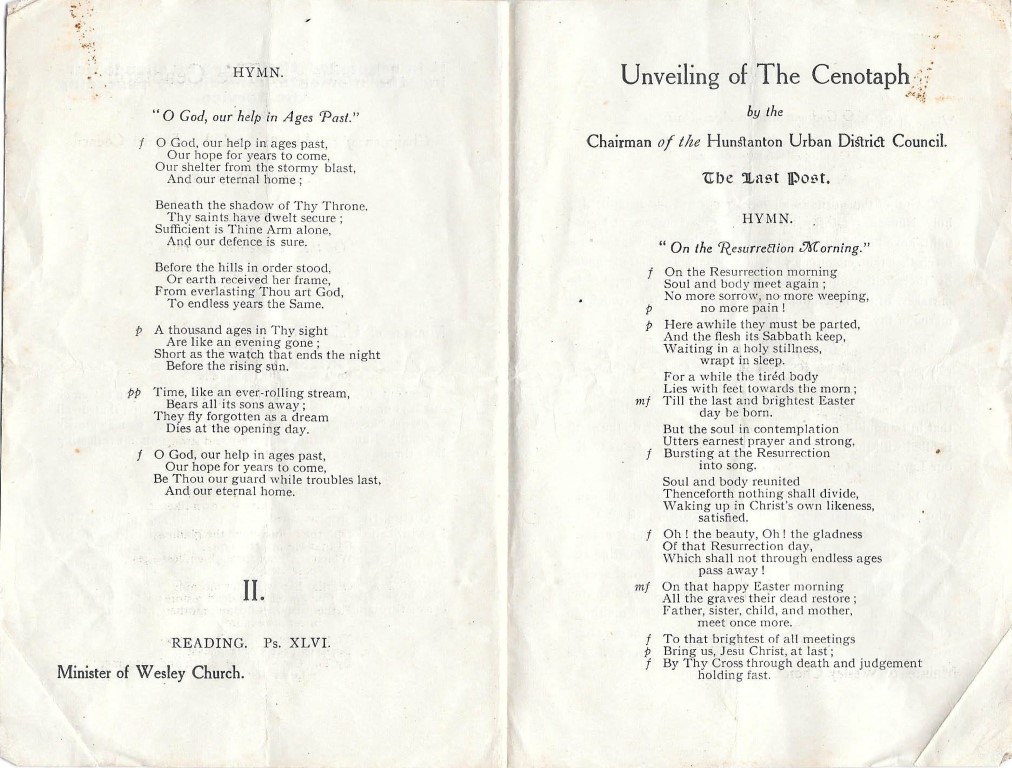 HYMN.
"O God, our help in Ages Past."
f O God, our help in ages past,
Our hope for years to come,
Our shelter from the stormy blast,
And our eternal home ;
Beneath the shadow of Thy Throne,
Thy saints have dwelt secure ;
Sufficient is Thine Arm alone,
And our defence is sure.
Before the hills in order stood,
Or earth received her frame,
From everlasting Thou art God,
To endless years the Same.
p A thousand ages in Thy sight
Are like an evening gone ;
Short as the watch that ends the night
Before the rising sun.
pp Time, like an ever-rolling stream,
Bears all its sons away ;
They fly forgotten as a dream
Dies at the opening day.
f O God, our help in ages past,
Our hope for years to come,
Be Thou our guard while troubles last,
And our eternal home.
II.
READING. Ps. XLVI.
Minister of Wesley Church.
Unveiling of The Cenotaph
by the
Chairman of the Hunstanton Urban District Council.
The Last Post.
HYMN.
"On the Resurrection Morning."
f On the Resurrection morning
Soul and body meet again ;
No more sorrow, no more weeping,
p no more pain !
p Here awhile they must be parted,
And the flesh its Sabbath keep,
Waiting in a holy stillness,
wrapt in sleep.
For a while the tiréd body
Lies with feet towards the morn ;
mf Till the last and brightest Easter
day be born.
But the soul in contemplation
Utters earnest prayer and strong,
f Bursting at the Resurrection
into song.
Soul and body reunited
Thenceforth nothing shall divide,
Waking up in Christ's own likeness,
satisfied.
f Oh ! the beauty, Oh ! the gladness
Of that Resurrection day,
Which shall not through endless ages
pass away !
mf On that happy Easter morning
All the graves their dead restore ;
Father, sister, child, and mother,
meet once more.
f To that brightest of all meetings
p Bring us, Jesu Christ, at last ;
f By Thy Cross through death and judgement
holding fast.